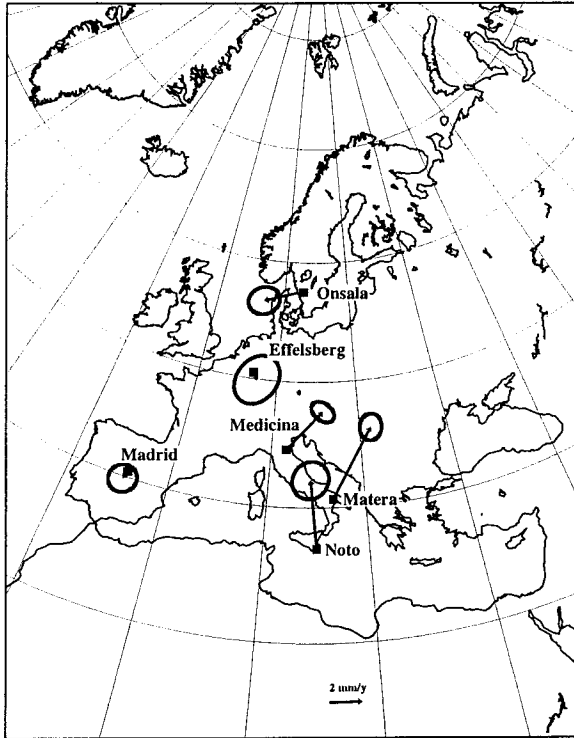 Onsala
Effelsberg
Medicina
Madrid
Matera
Noto
2 mm/y